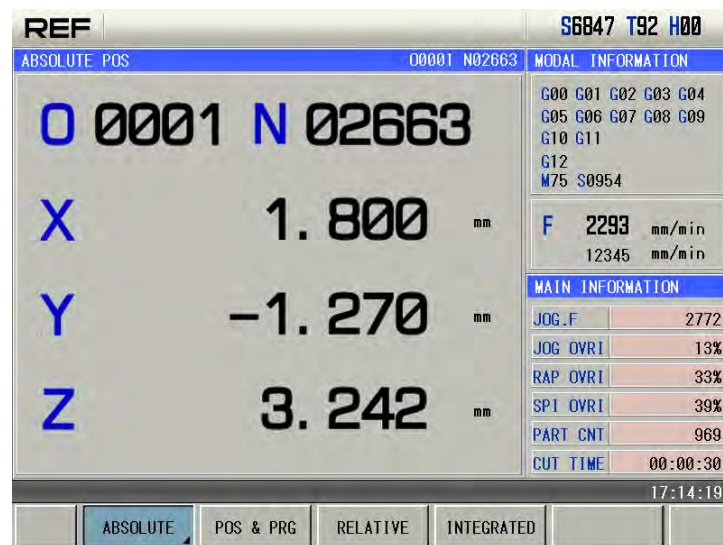 REF
S6847 T92 H00
ABSOLUTE POS O0001 N02663
O 0001 N 02663
X 1.800 mm
Y -1.270 mm
Z 3.242 mm
MODAL INFORMATION
G00 G01 G02 G03 G04
G05 G06 G07 G08 G09
G10 G11
G12
M75 S0954
F 2293 mm/min
12345 mm/min
MAIN INFORMATION
JOG.F 2772
JOG OVRI 13%
RAP OVRI 33%
SPI OVRI 39%
PART CNT 969
CUT TIME 00:00:30
17:14:19
ABSOLUTE POS & PRG RELATIVE INTEGRATED